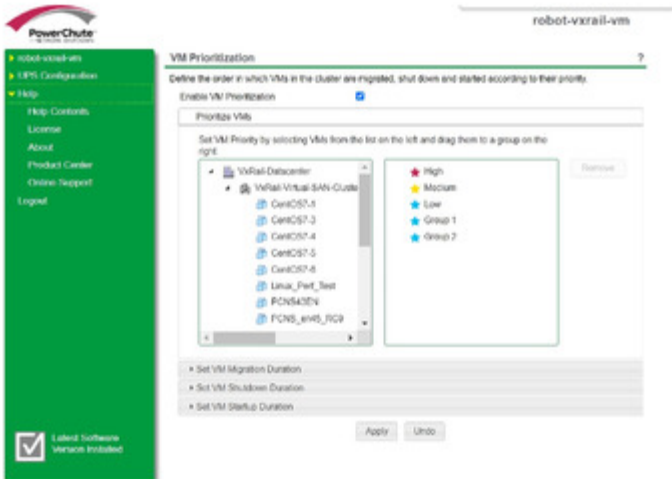 PowerChute
robot-vxrail-vm
robot-vxrail-vm
UPS Configuration
Help
Help Contents
License
About
Product Center
Online Support
Logout
VM Prioritization
?
Define the order in which VMs in the cluster are migrated, shut down and started according to their priority.
Enable VM Prioritization
Prioritize VMs
Set VM Priority by selecting VMs from the list on the left and drag them to a group on the
right.
VxRail-Datacenter
VxRail-Virtual-SAN-Cluste
CentOS7-1
CentOS7-3
CentOS7-4
CentOS7-5
CentOS7-6
Linux_Perf_Test
PCNS43EN
High
Medium
Low
Group 1
Group 2
Remove
Set VM Migration Duration
Set VM Shutdown Duration
Set VM Startup Duration
Apply
Undo
Latest Software
Version Installed